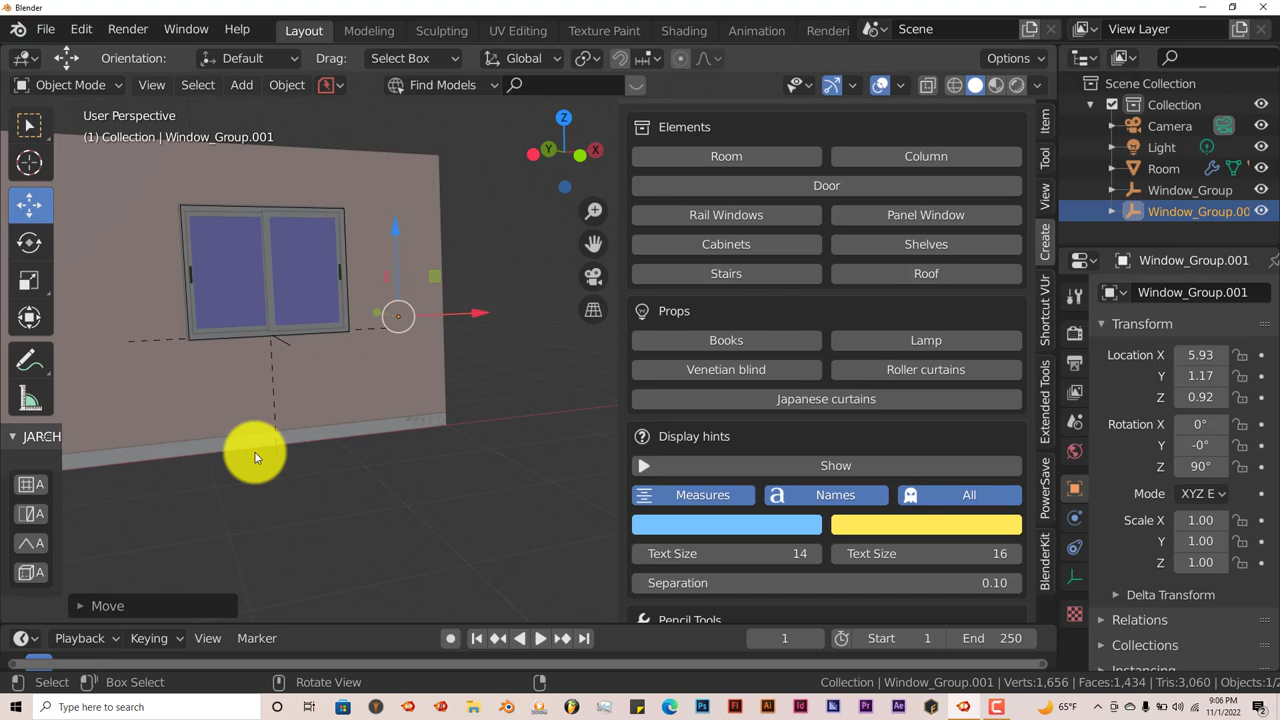 Blender
File Edit Render Window Help Layout Modeling Sculpting UV Editing Texture Paint Shading Animation Renderi Scene View Layer
Orientation: Default Drag: Select Box Global Options
Object Mode View Select Add Object Find Models
User Perspective
(1) Collection | Window_Group.001
Z
Y X
JARCH
A
A
A
A
Move
Elements
Room Column
Door
Rail Windows Panel Window
Cabinets Shelves
Stairs Roof
Props
Books Lamp
Venetian blind Roller curtains
Japanese curtains
Display hints
Show
Measures a Names All
Text Size 14 Text Size 16
Separation 0.10
Pencil Tools
Item
Tool
View
Create
Shortcut VUr
Extended Tools
PowerSave
BlenderKit
Scene Collection
Collection
Camera
Light
Room
Window_Group
Window_Group.00
Window_Group.001
Window_Group.001
Transform
Location X 5.93
Y 1.17
Z 0.92
Rotation X 0°
Y -0°
Z 90°
Mode XYZ E
Scale X 1.00
Y 1.00
Z 1.00
Delta Transform
Relations
Collections
Instancing
Playback Keying View Marker 1 Start 1 End 250
Select Box Select Rotate View Collection | Window_Group.001 | Verts:1,656 | Faces:1,434 | Tris:3,060 | Objects:1/2
Type here to search 65°F 9:06 PM
11/1/2022